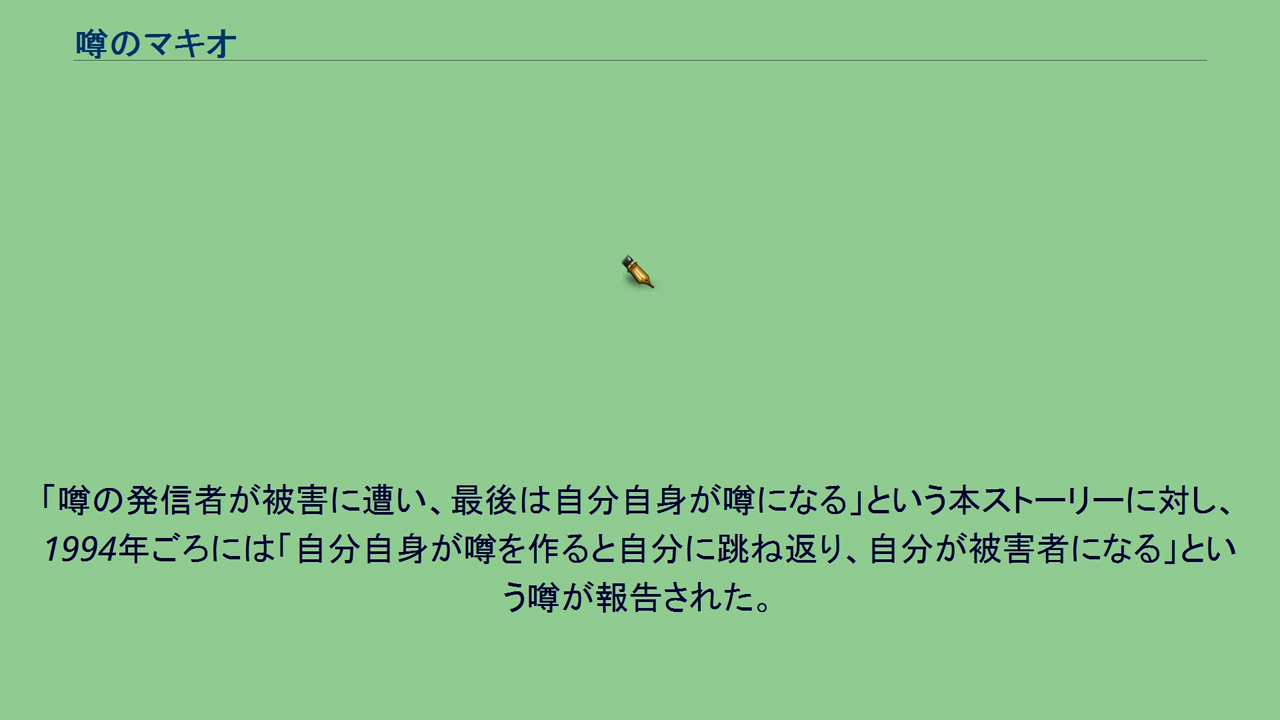 噂のマキオ
「噂の発信者が被害に遭い、最後は自分自身が噂になる」という本ストーリーに対し、
1994年ごろには「自分自身が噂を作ると自分に跳ね返り、自分が被害者になる」とい
う噂が報告された。